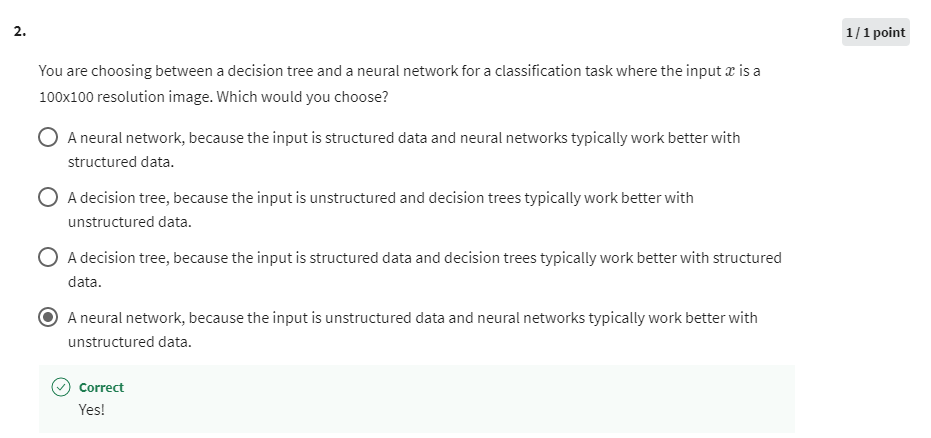 2.
1 / 1 point
You are choosing between a decision tree and a neural network for a classification task where the input x is a
100x100 resolution image. Which would you choose?
A neural network, because the input is structured data and neural networks typically work better with
structured data.
A decision tree, because the input is unstructured and decision trees typically work better with
unstructured data.
A decision tree, because the input is structured data and decision trees typically work better with structured
data.
A neural network, because the input is unstructured data and neural networks typically work better with
unstructured data.
Correct
Yes!